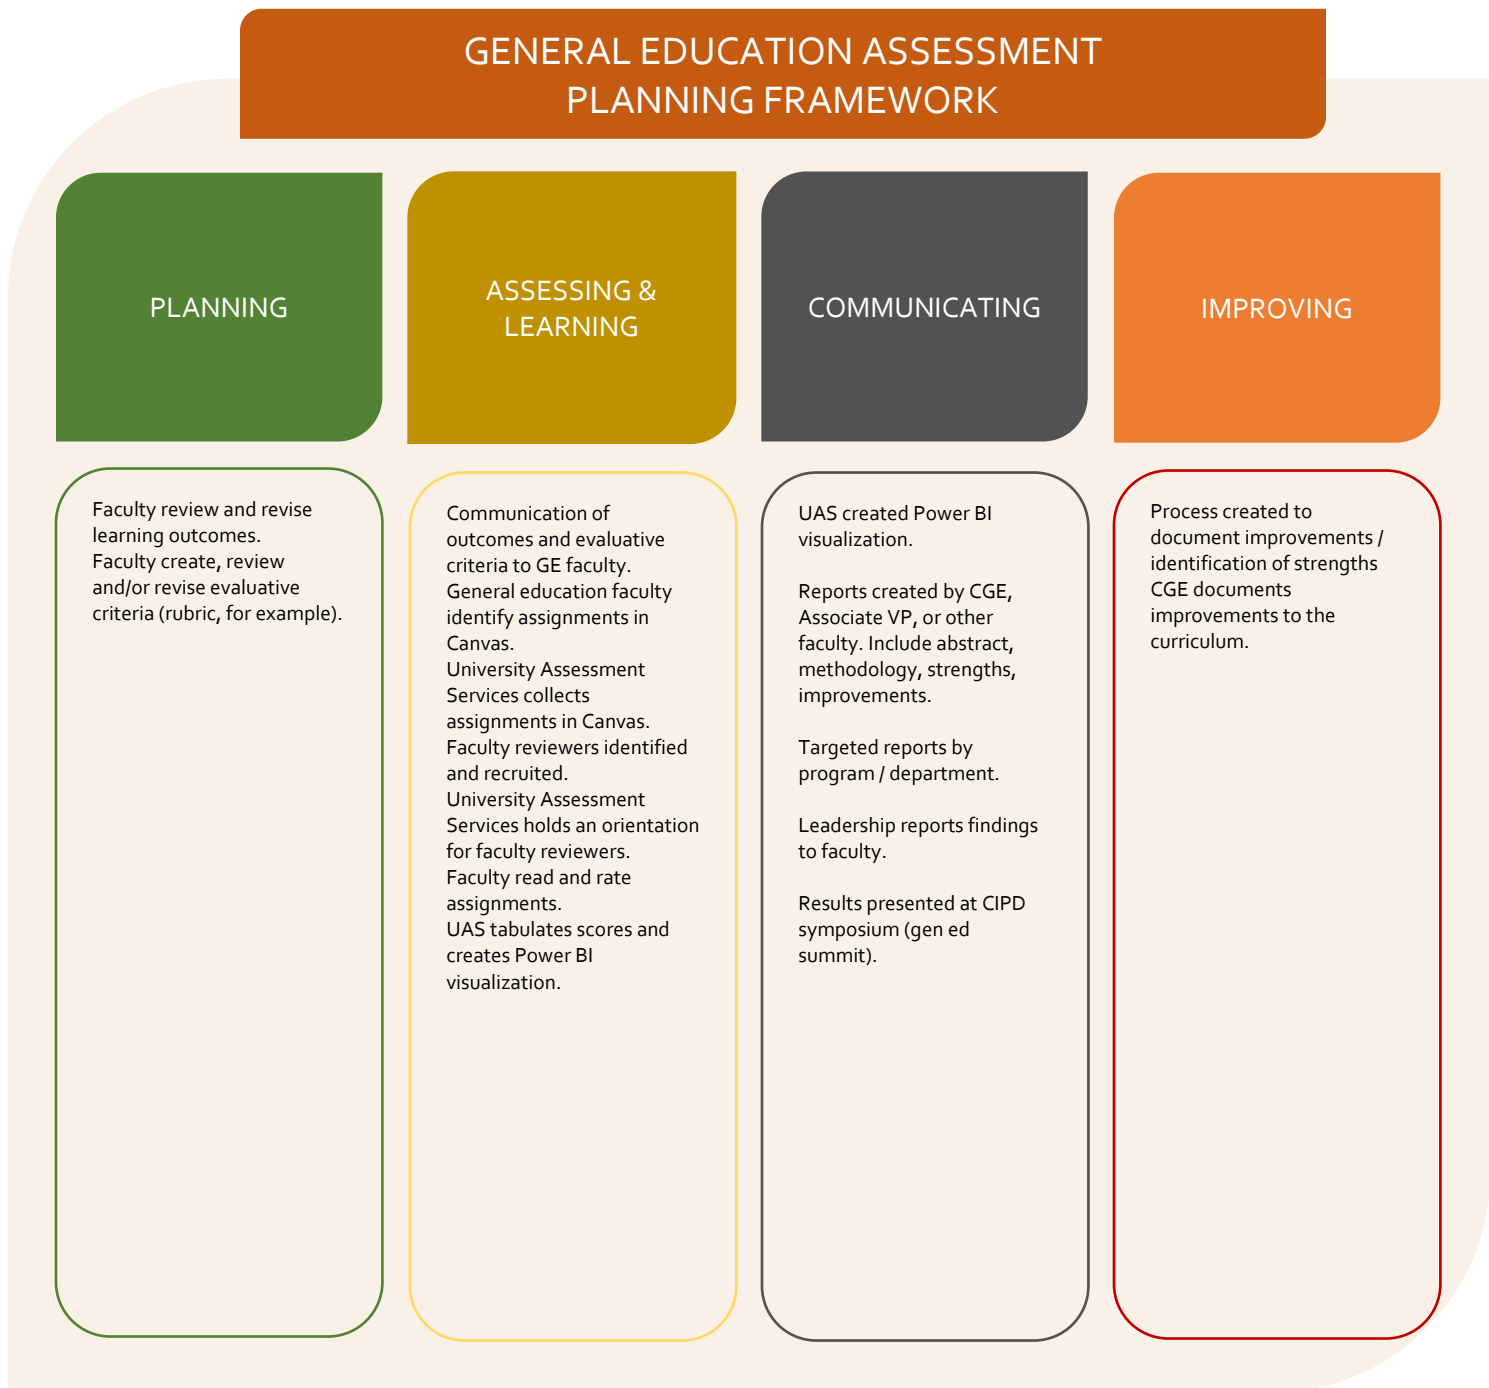 GENERAL EDUCATION ASSESSMENT
PLANNING FRAMEWORK
PLANNING
ASSESSING &
LEARNING
COMMUNICATING
IMPROVING
Faculty review and revise
learning outcomes.
Faculty create, review
and/or revise evaluative
criteria (rubric, for example).
Communication of
outcomes and evaluative
criteria to GE faculty.
General education faculty
identify assignments in
Canvas.
University Assessment
Services collects
assignments in Canvas.
Faculty reviewers identified
and recruited.
University Assessment
Services holds an orientation
for faculty reviewers.
Faculty read and rate
assignments.
UAS tabulates scores and
creates Power BI
visualization.
UAS created Power BI
visualization.
Reports created by CGE,
Associate VP, or other
faculty. Include abstract,
methodology, strengths,
improvements.
Targeted reports by
program / department.
Leadership reports findings
to faculty.
Results presented at CIPD
symposium (gen ed
summit).
Process created to
document improvements /
identification of strengths
CGE documents
improvements to the
curriculum.